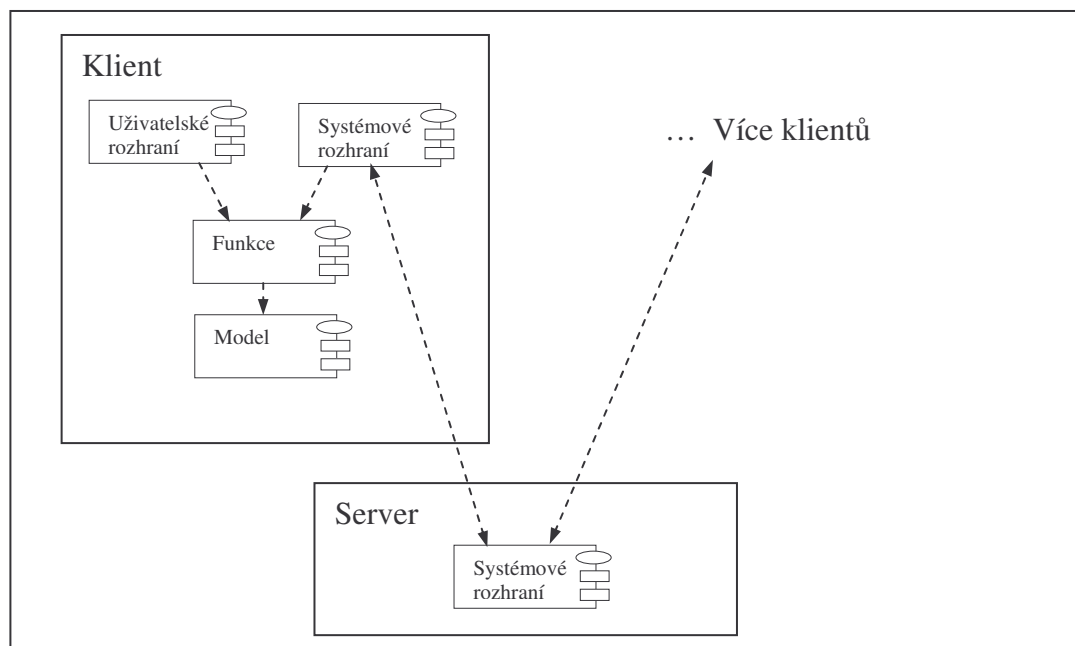 Klient
Uživatelské
rozhraní
Systémové
rozhraní
… Více klientů
Funkce
Model
Server
Systémové
rozhraní